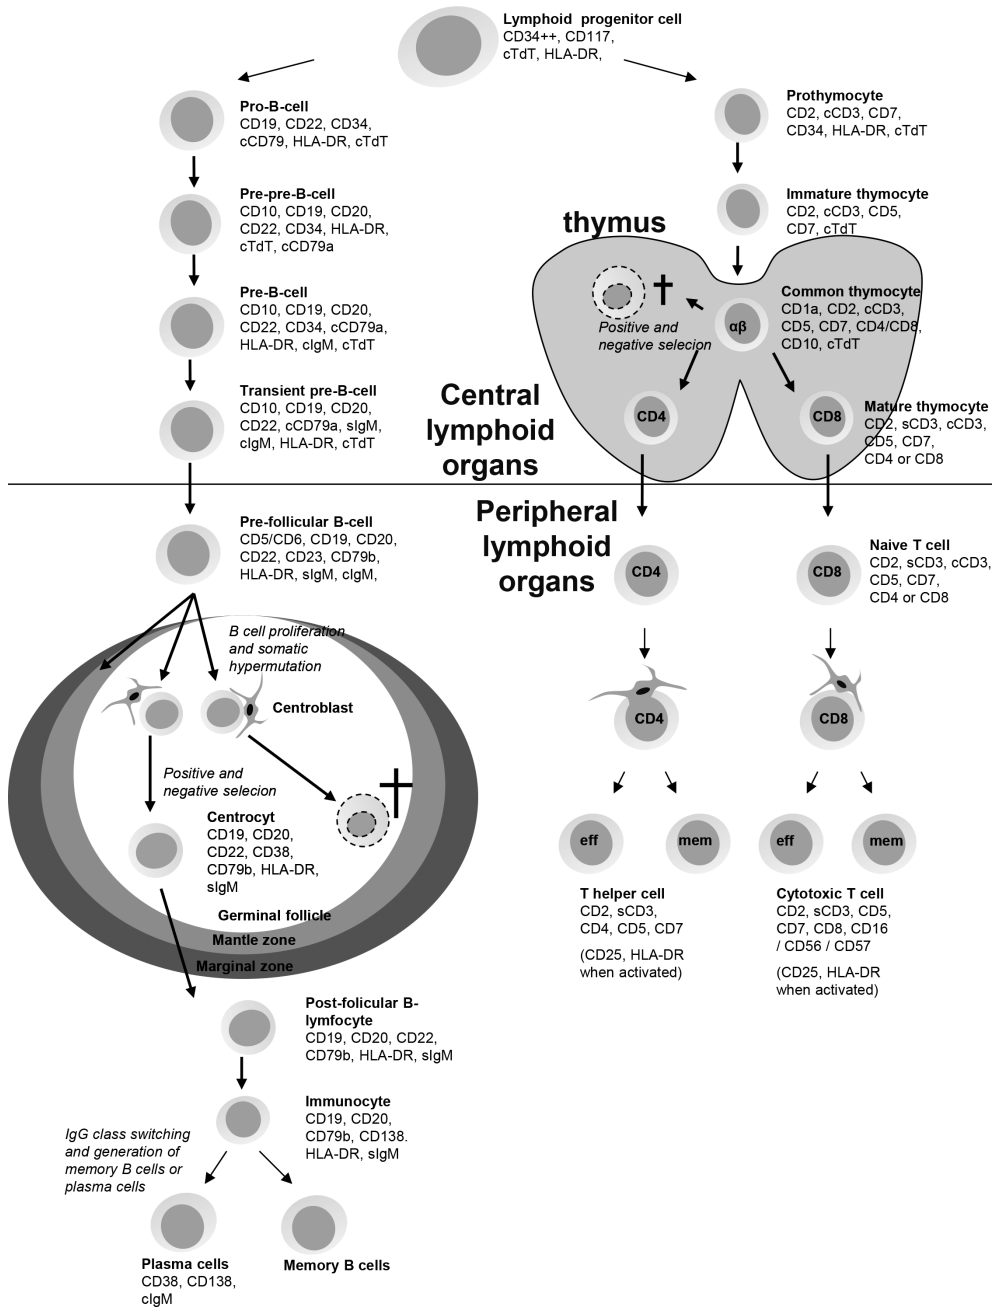 Lymphoid progenitor cell
CD34++, CD117,
cTdT, HLA-DR,
Pro-B-cell
CD19, CD22, CD34,
cCD79, HLA-DR, cTdT
Pre-pre-B-cell
CD10, CD19, CD20,
CD22, CD34, HLA-DR,
cTdT, cCD79a
Pre-B-cell
CD10, CD19, CD20,
CD22, CD34, cCD79a,
HLA-DR, cIgM, cTdT
Transient pre-B-cell
CD10, CD19, CD20,
CD22, cCD79a, sIgM,
cIgM, HLA-DR, cTdT
Prothymocyte
CD2, cCD3, CD7,
CD34, HLA-DR, cTdT
Immature thymocyte
CD2, cCD3, CD5,
CD7, cTdT
thymus
Common thymocyte
CD1a, CD2, cCD3,
CD5, CD7, CD4/CD8,
CD10, cTdT
αβ
Positive and
negative selecion
CD4
CD8
Mature thymocyte
CD2, sCD3, cCD3,
CD5, CD7,
CD4 or CD8
Central
lymphoid
organs
Peripheral
lymphoid
organs
Pre-follicular B-cell
CD5/CD6, CD19, CD20,
CD22, CD23, CD79b,
HLA-DR, sIgM, cIgM,
B cell proliferation
and somatic
hypermutation
Centroblast
Positive and
negative selecion
Centrocyt
CD19, CD20,
CD22, CD38,
CD79b, HLA-DR,
sIgM
Germinal follicle
Mantle zone
Marginal zone
Post-folicular B-
lymfocyte
CD19, CD20, CD22,
CD79b, HLA-DR, sIgM
Immunocyte
CD19, CD20,
CD79b, CD138.
HLA-DR, sIgM
IgG class switching
and generation of
memory B cells or
plasma cells
Plasma cells
CD38, CD138,
cIgM
Memory B cells
CD4
CD8
Naive T cell
CD2, sCD3, cCD3,
CD5, CD7,
CD4 or CD8
CD4
CD8
eff
mem
eff
mem
T helper cell
CD2, sCD3,
CD4, CD5, CD7
(CD25, HLA-DR
when activated)
Cytotoxic T cell
CD2, sCD3, CD5,
CD7, CD8, CD16
/ CD56 / CD57
(CD25, HLA-DR
when activated)